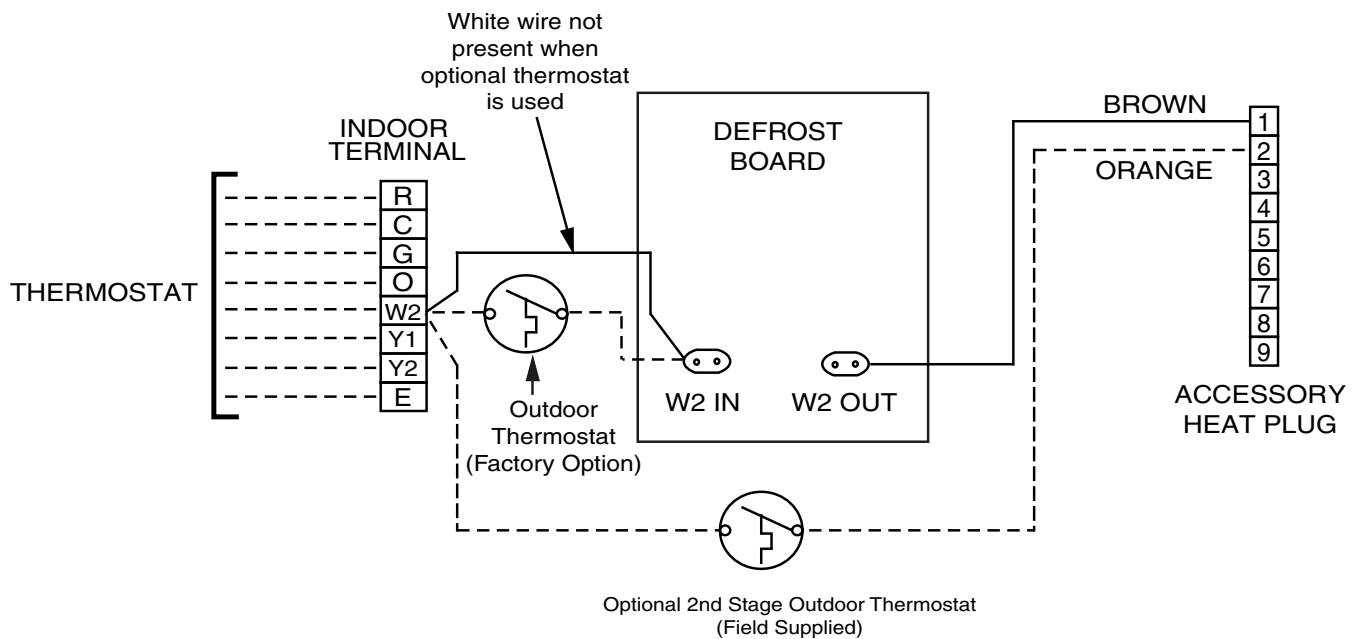 White wire not
present when
optional thermostat
is used
INDOOR
TERMINAL
THERMOSTAT
R
C
G
O
W2
Y1
Y2
E
Outdoor
Thermostat
(Factory Option)
DEFROST
BOARD
W2 IN
W2 OUT
BROWN
ORANGE
1
2
3
4
5
6
7
8
9
ACCESSORY
HEAT PLUG
Optional 2nd Stage Outdoor Thermostat
(Field Supplied)